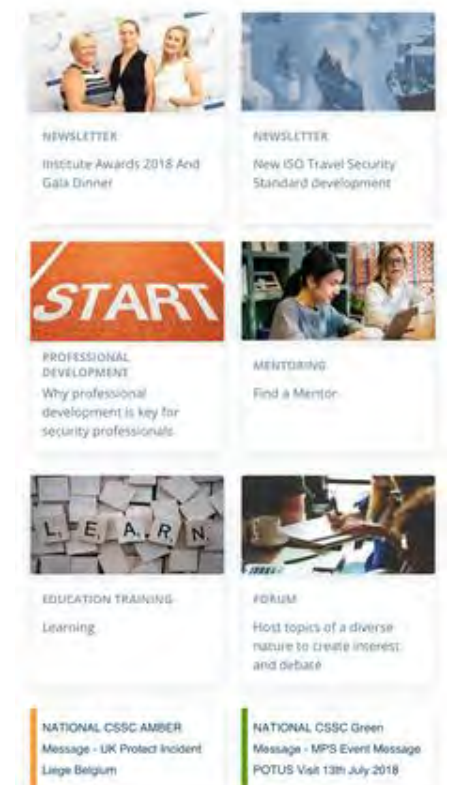 NEWSLETTER
Institute Awards 2018 And
Gala Dinner
NEWSLETTER
New ISO Travel Security
Standard development
START
PROFESSIONAL
DEVELOPMENT
Why professional
development is key for
security professionals
MENTORING
Find a Mentor
L E A R N
EDUCATION TRAINING
Learning
FORUM
Host topics of a diverse
nature to create interest
and debate
NATIONAL CSSC AMBER
Message - UK Protect Incident
Liege Belgium
NATIONAL CSSC Green
Message - MPS Event Message
POTUS Visit 13th July 2018